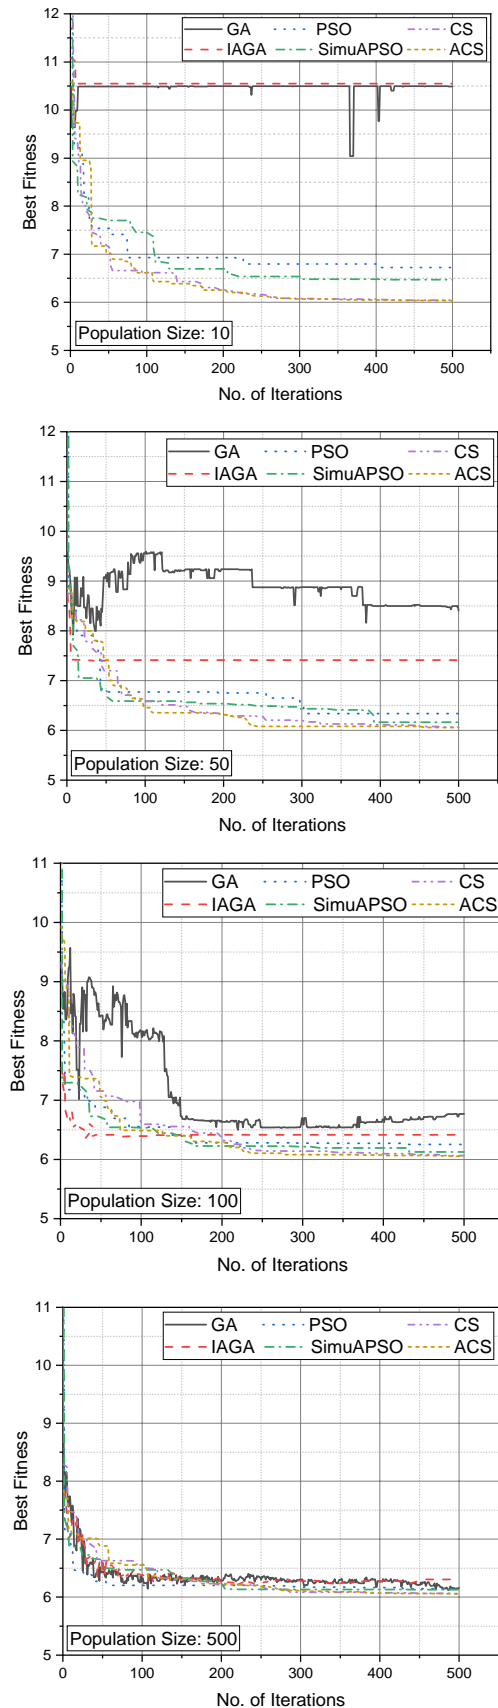 GA PSO CS
IAGA SimuAPSO ACS
12
11
10
9
8
7
6
5
Best Fitness
Population Size: 10
0 100 200 300 400 500
No. of Iterations
GA PSO CS
IAGA SimuAPSO ACS
12
11
10
9
8
7
6
5
Best Fitness
Population Size: 50
0 100 200 300 400 500
No. of Iterations
GA PSO CS
IAGA SimuAPSO ACS
11
10
9
8
7
6
5
Best Fitness
Population Size: 100
0 100 200 300 400 500
No. of Iterations
GA PSO CS
IAGA SimuAPSO ACS
11
10
9
8
7
6
5
Best Fitness
Population Size: 500
0 100 200 300 400 500
No. of Iterations